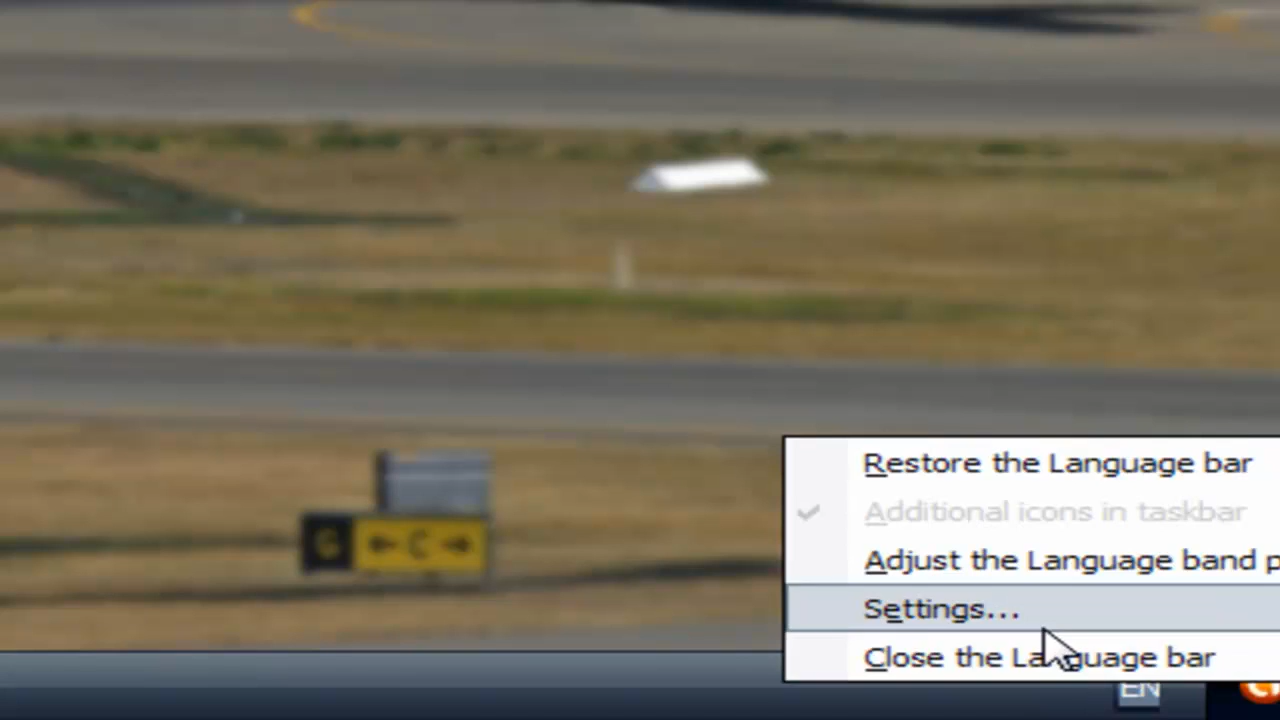 G ← C →
Restore the Language bar
Additional icons in taskbar
Adjust the Language band p
Settings...
Close the Language bar
EN